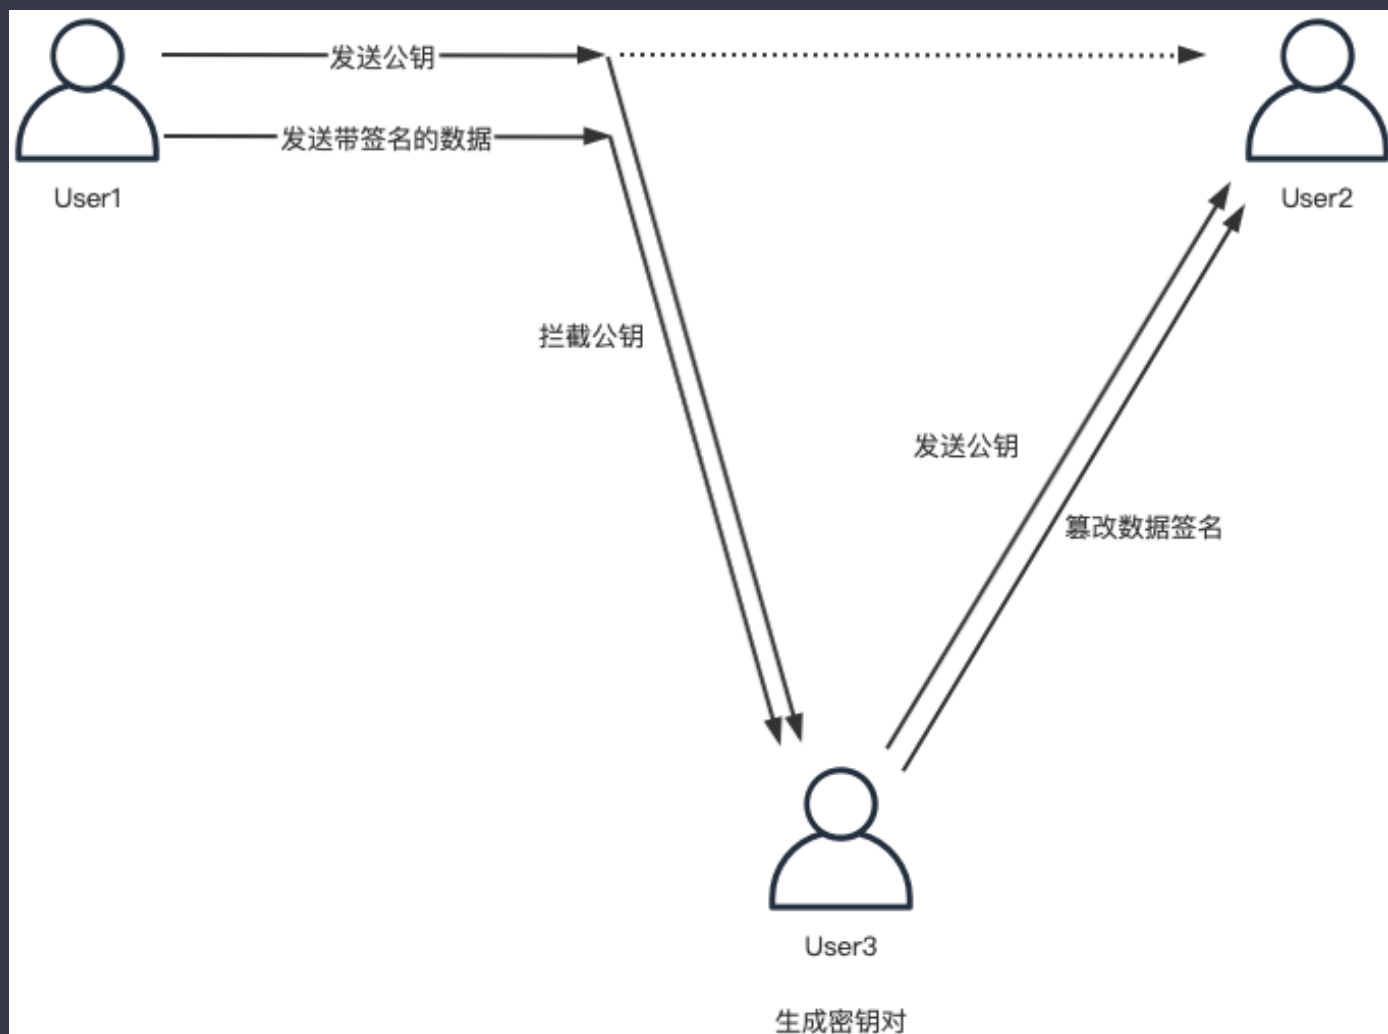 发送公钥
发送带签名的数据
User1
User2
拦截公钥
发送公钥
篡改数据签名
User3
生成密钥对